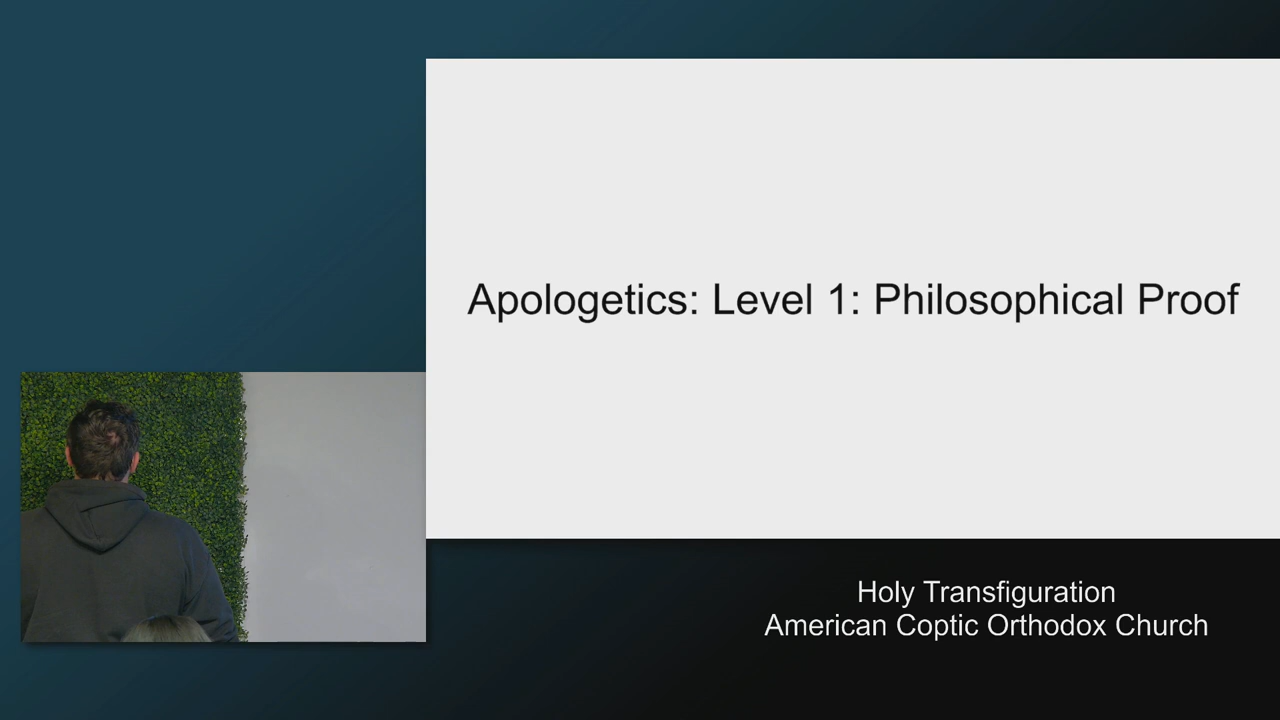 Apologetics: Level 1: Philosophical Proof
Holy Transfiguration
American Coptic Orthodox Church